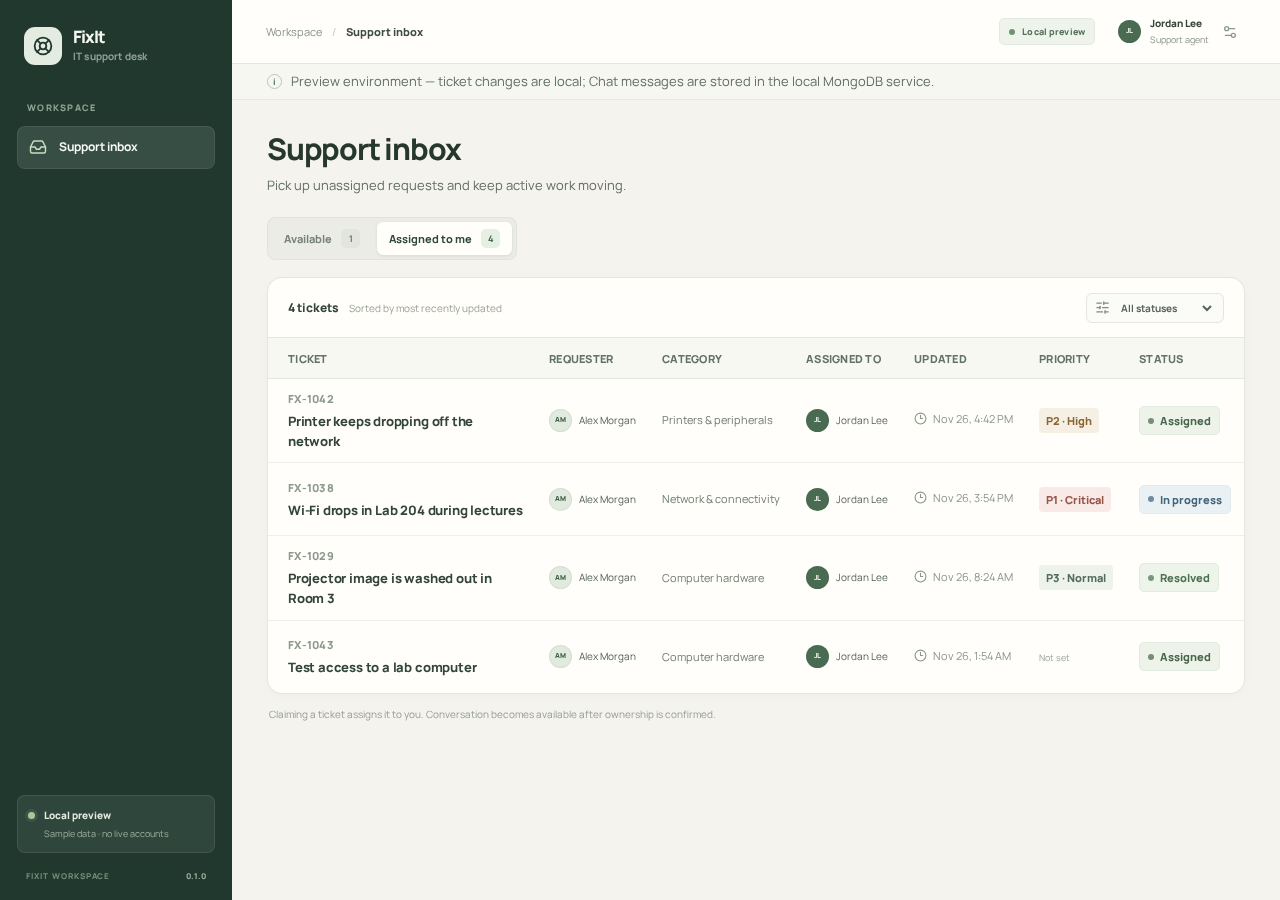 FixIt
IT support desk
WORKSPACE
Support inbox
Local preview
Sample data · no live accounts
FIXIT WORKSPACE 0.1.0
Workspace / Support inbox
Local preview
JL
Jordan Lee
Support agent
Preview environment — ticket changes are local; Chat messages are stored in the local MongoDB service.
Support inbox
Pick up unassigned requests and keep active work moving.
Available 1 Assigned to me 4
4 tickets Sorted by most recently updated All statuses
TICKET REQUESTER CATEGORY ASSIGNED TO UPDATED PRIORITY STATUS
FX-1042
Printer keeps dropping off the
network
AM Alex Morgan Printers & peripherals JL Jordan Lee Nov 26, 4:42 PM P2 · High Assigned
FX-1038
Wi-Fi drops in Lab 204 during lectures
AM Alex Morgan Network & connectivity JL Jordan Lee Nov 26, 3:54 PM P1 · Critical In progress
FX-1029
Projector image is washed out in
Room 3
AM Alex Morgan Computer hardware JL Jordan Lee Nov 26, 8:24 AM P3 · Normal Resolved
FX-1043
Test access to a lab computer
AM Alex Morgan Computer hardware JL Jordan Lee Nov 26, 1:54 AM Not set Assigned
Claiming a ticket assigns it to you. Conversation becomes available after ownership is confirmed.